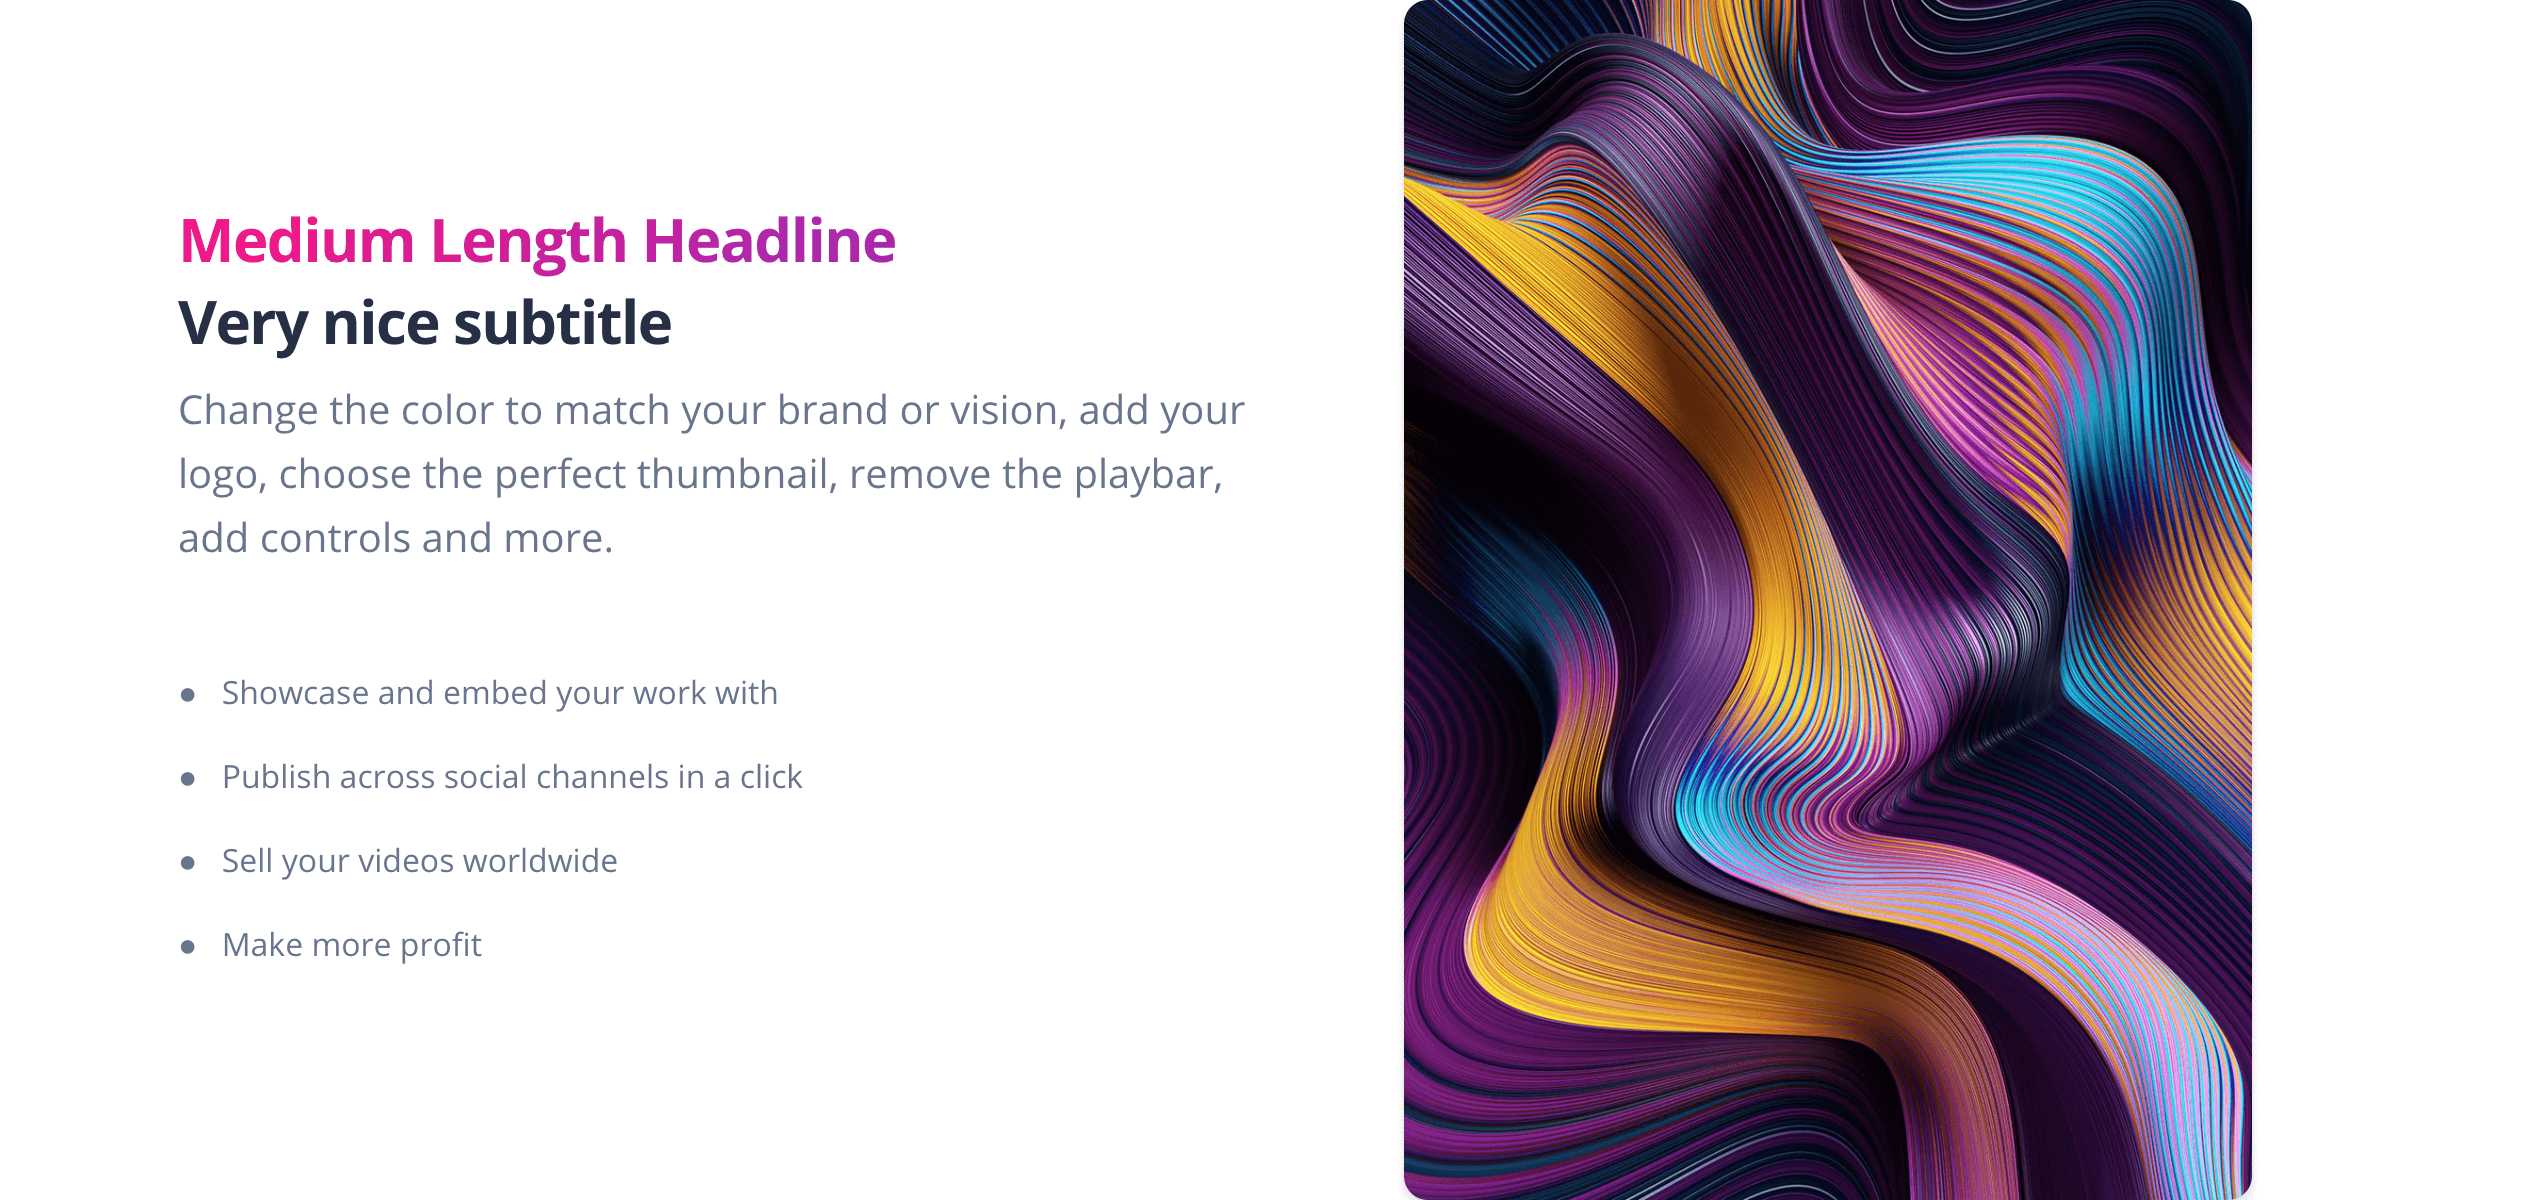 Medium Length Headline
Very nice subtitle
Change the color to match your brand or vision, add your
logo, choose the perfect thumbnail, remove the playbar,
add controls and more.
● Showcase and embed your work with
● Publish across social channels in a click
● Sell your videos worldwide
● Make more profit